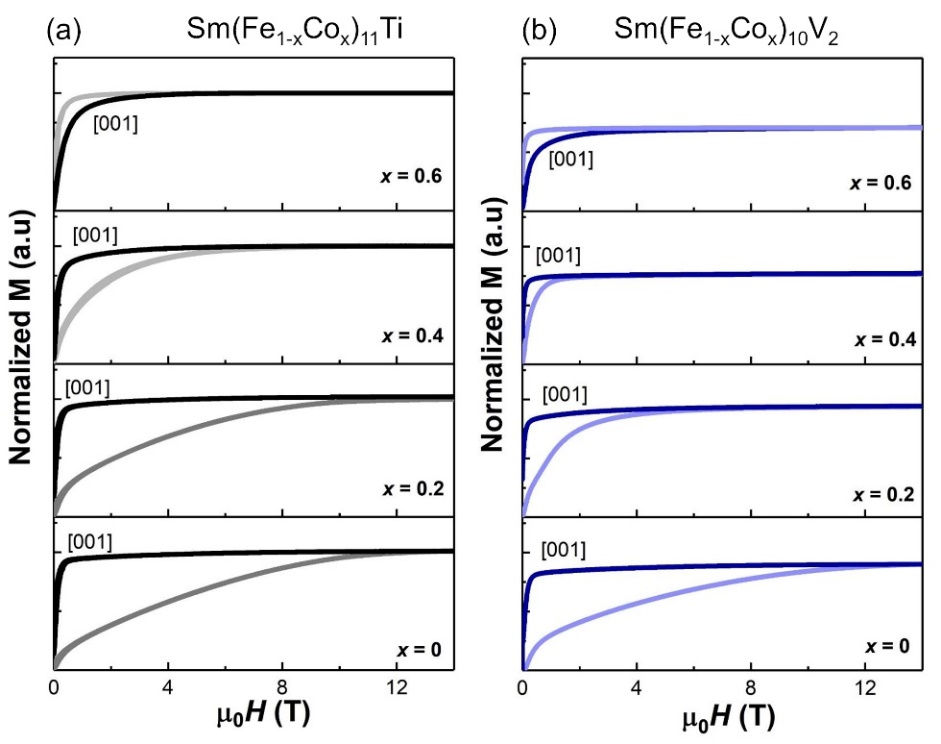 (a) Sm(Fe₁₋ₓCoₓ)₁₁Ti
[001]
x = 0.6
[001]
x = 0.4
[001]
x = 0.2
[001]
x = 0
Normalized M (a.u)
0 4 8 12
μ₀H (T)
(b) Sm(Fe₁₋ₓCoₓ)₁₀V₂
[001]
x = 0.6
[001]
x = 0.4
[001]
x = 0.2
[001]
x = 0
Normalized M (a.u)
0 4 8 12
μ₀H (T)